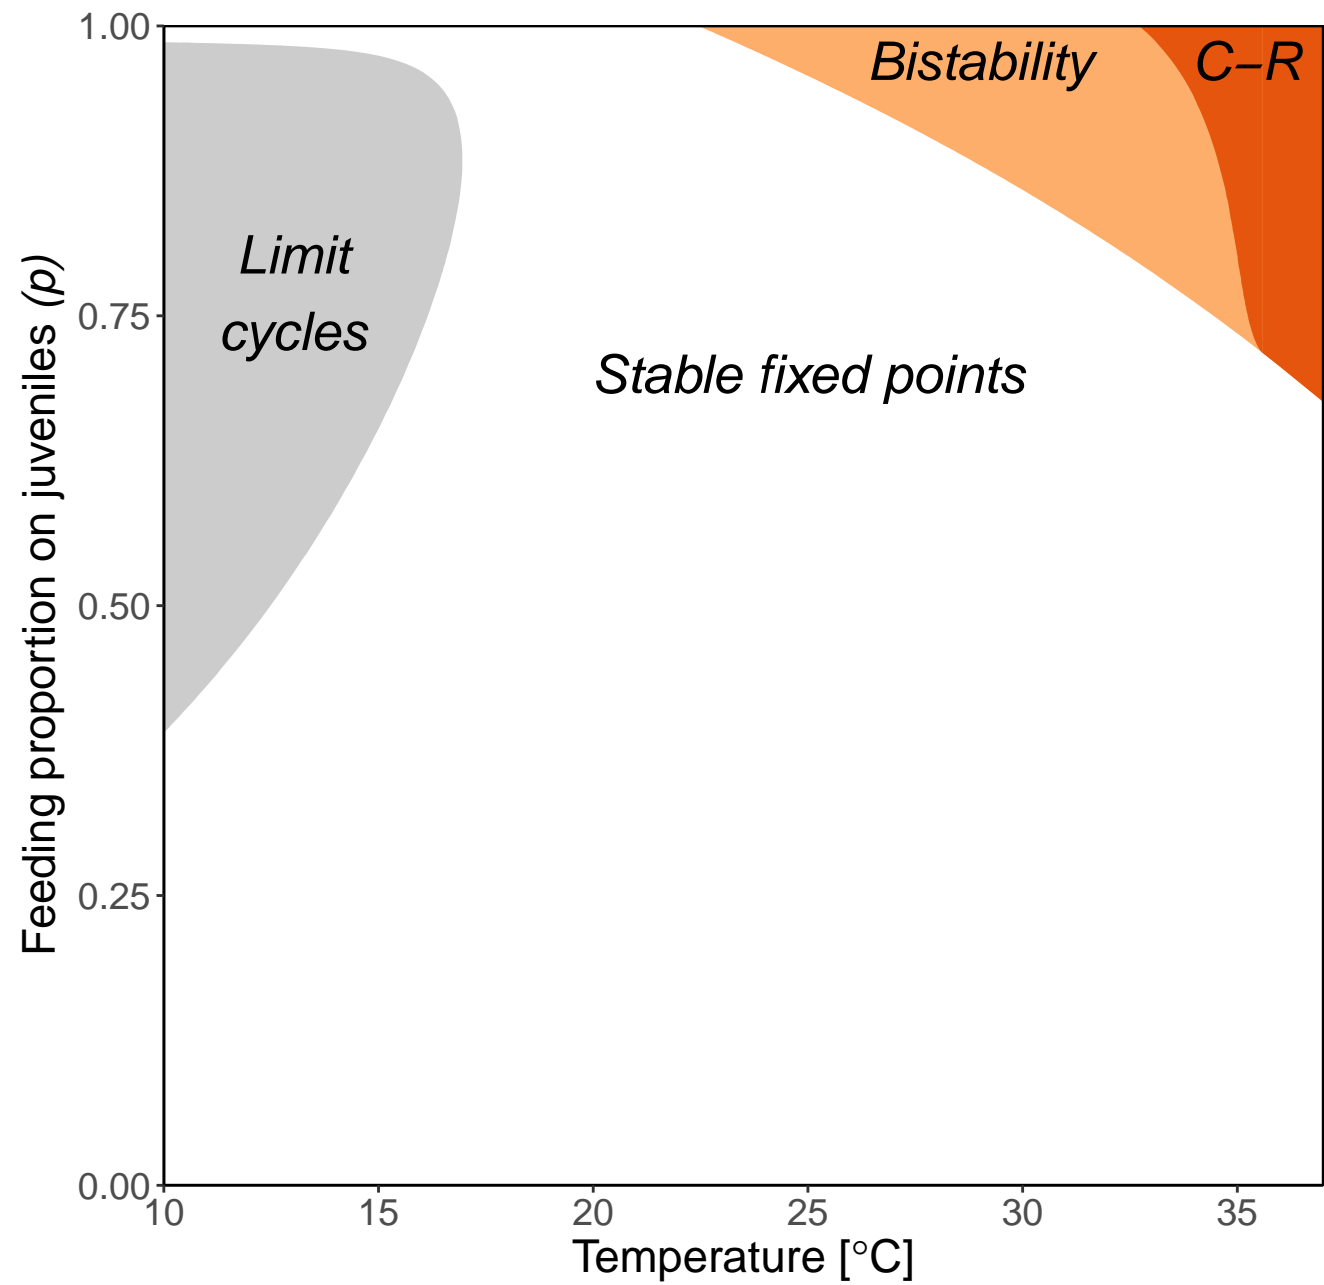 1.00
0.75
0.50
0.25
0.00
Feeding proportion on juveniles (p)
Bistability
C–R
Limit
cycles
Stable fixed points
10 15 20 25 30 35
Temperature [°C]